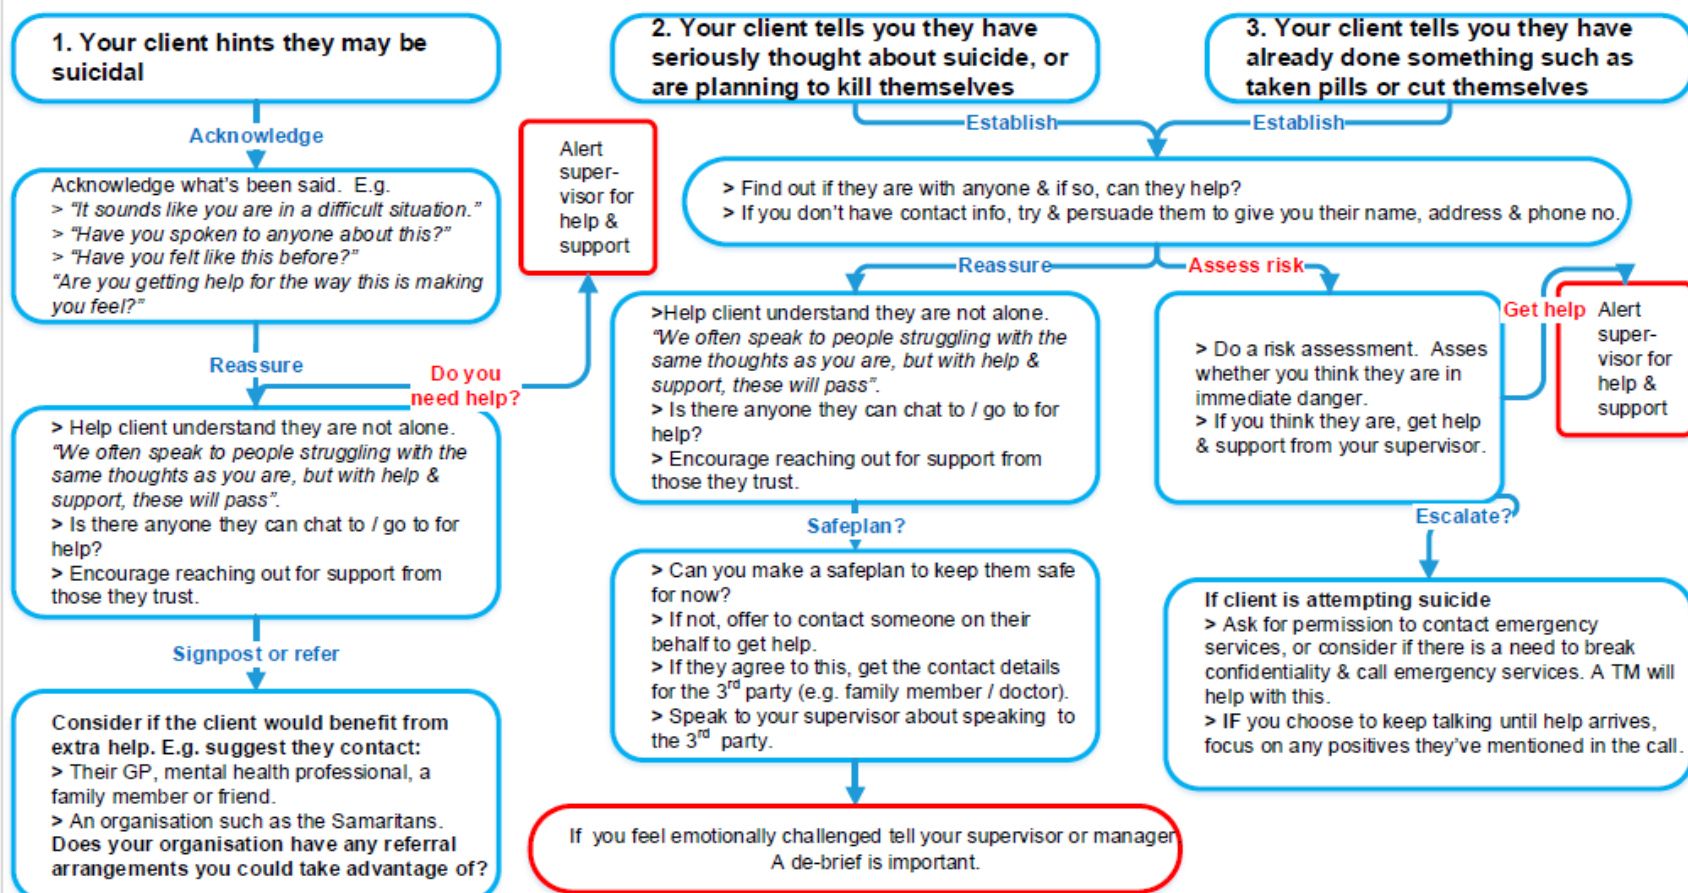 1. Your client hints they may be
suicidal
Acknowledge
Acknowledge what's been said.  E.g.
> “It sounds like you are in a difficult situation.”
> “Have you spoken to anyone about this?”
> “Have you felt like this before?”
“Are you getting help for the way this is making
you feel?”
Reassure
Do you
need help?
Alert
super-
visor for
help &
support
> Help client understand they are not alone.
“We often speak to people struggling with the
same thoughts as you are, but with help &
support, these will pass”.
> Is there anyone they can chat to / go to for
help?
> Encourage reaching out for support from
those they trust.
Signpost or refer
Consider if the client would benefit from
extra help. E.g. suggest they contact:
> Their GP, mental health professional, a
family member or friend.
> An organisation such as the Samaritans.
Does your organisation have any referral
arrangements you could take advantage of?
2. Your client tells you they have
seriously thought about suicide, or
are planning to kill themselves
Establish
3. Your client tells you they have
already done something such as
taken pills or cut themselves
Establish
> Find out if they are with anyone & if so, can they help?
> If you don't have contact info, try & persuade them to give you their name, address & phone no.
Reassure
>Help client understand they are not alone.
“We often speak to people struggling with the
same thoughts as you are, but with help &
support, these will pass”.
> Is there anyone they can chat to / go to for
help?
> Encourage reaching out for support from
those they trust.
Safeplan?
> Can you make a safeplan to keep them safe
for now?
> If not, offer to contact someone on their
behalf to get help.
> If they agree to this, get the contact details
for the 3rd party (e.g. family member / doctor).
> Speak to your supervisor about speaking  to
the 3rd  party.
If  you feel emotionally challenged tell your supervisor or manager.
A de-brief is important.
Assess risk
> Do a risk assessment.  Asses
whether you think they are in
immediate danger.
> If you think they are, get help
& support from your supervisor.
Get help
Alert
super-
visor for
help &
support
Escalate?
If client is attempting suicide
> Ask for permission to contact emergency
services, or consider if there is a need to break
confidentiality & call emergency services. A TM will
help with this.
> IF you choose to keep talking until help arrives,
focus on any positives they've mentioned in the call.